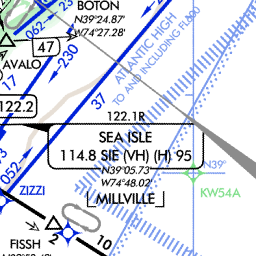 BOTON
N39°24.87'
W74°27.28'
062
23
AVALO
47
230
ATLANTIC HIGH
TO AND INCLUDING FL600
37
122.2
122.1R
SEA ISLE
114.8 SIE (VH) (H) 95
N39°05.73'
W74°48.02'
MILLVILLE
052
N39°
KW54A
ZIZZI
FISSH
2
10